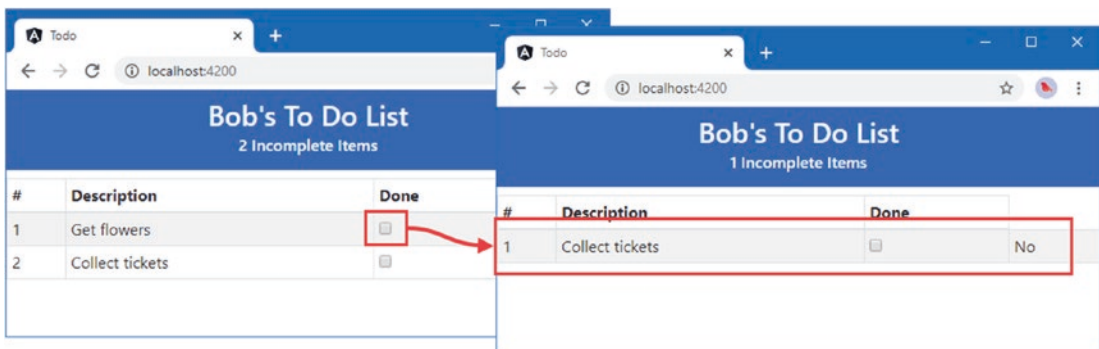 Todo
localhost:4200
Bob's To Do List
2 Incomplete Items
# Description Done
1 Get flowers
2 Collect tickets
Todo
localhost:4200
Bob's To Do List
1 Incomplete Items
# Description Done
1 Collect tickets No